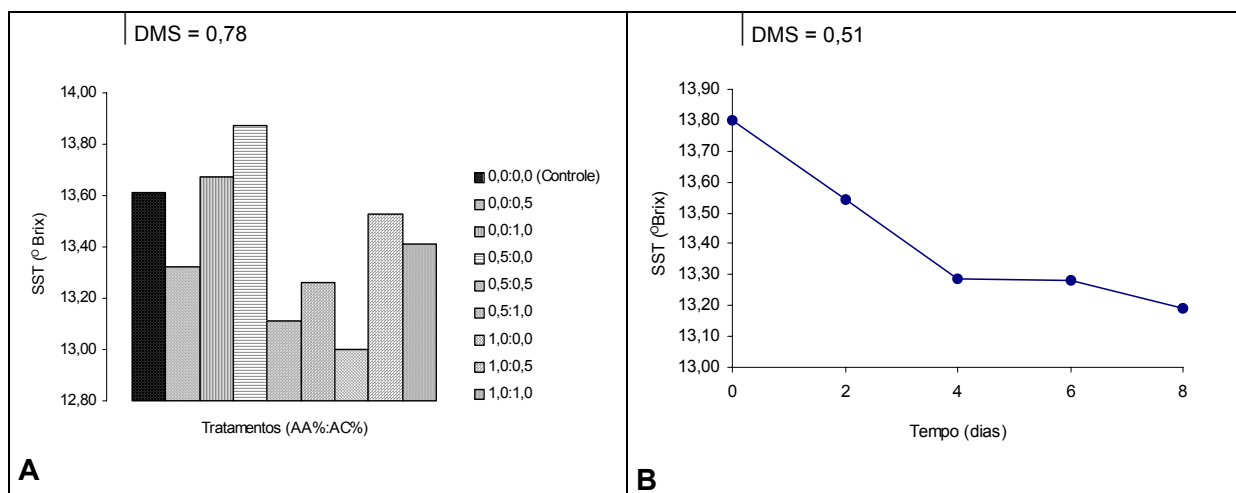 DMS = 0,78
14,00
13,80
13,60
13,40
13,20
13,00
12,80
SST (º Brix)
Tratamentos (AA%:AC%)
0,0:0,0 (Controle)
0,0:0,5
0,0:1,0
0,5:0,0
0,5:0,5
0,5:1,0
1,0:0,0
1,0:0,5
1,0:1,0
A
DMS = 0,51
13,90
13,80
13,70
13,60
13,50
13,40
13,30
13,20
13,10
13,00
SST (ºBrix)
0 2 4 6 8
Tempo (dias)
B